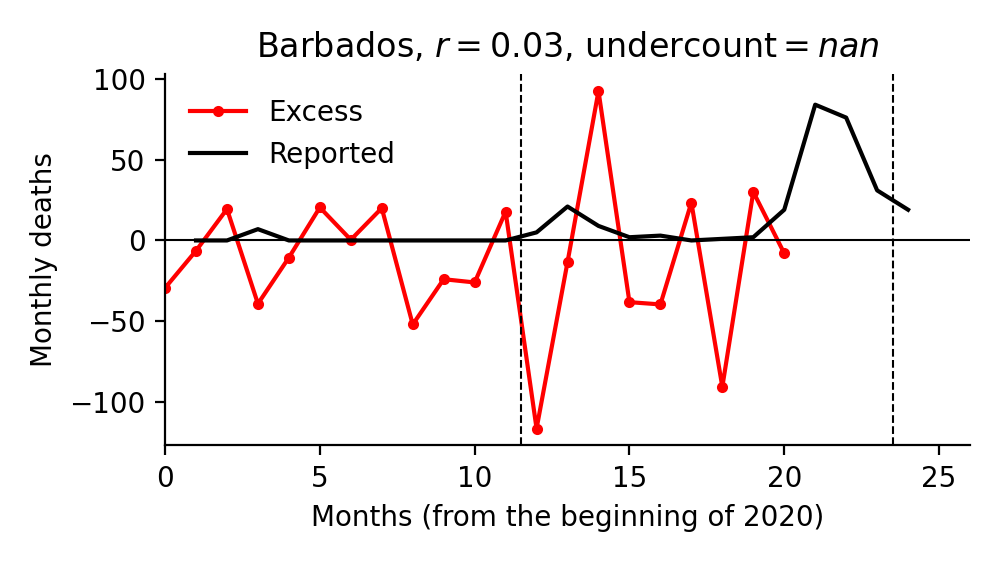 Barbados, r = 0.03, undercount = nan
Excess
Reported
Monthly deaths
100
50
0
−50
−100
0 5 10 15 20 25
Months (from the beginning of 2020)